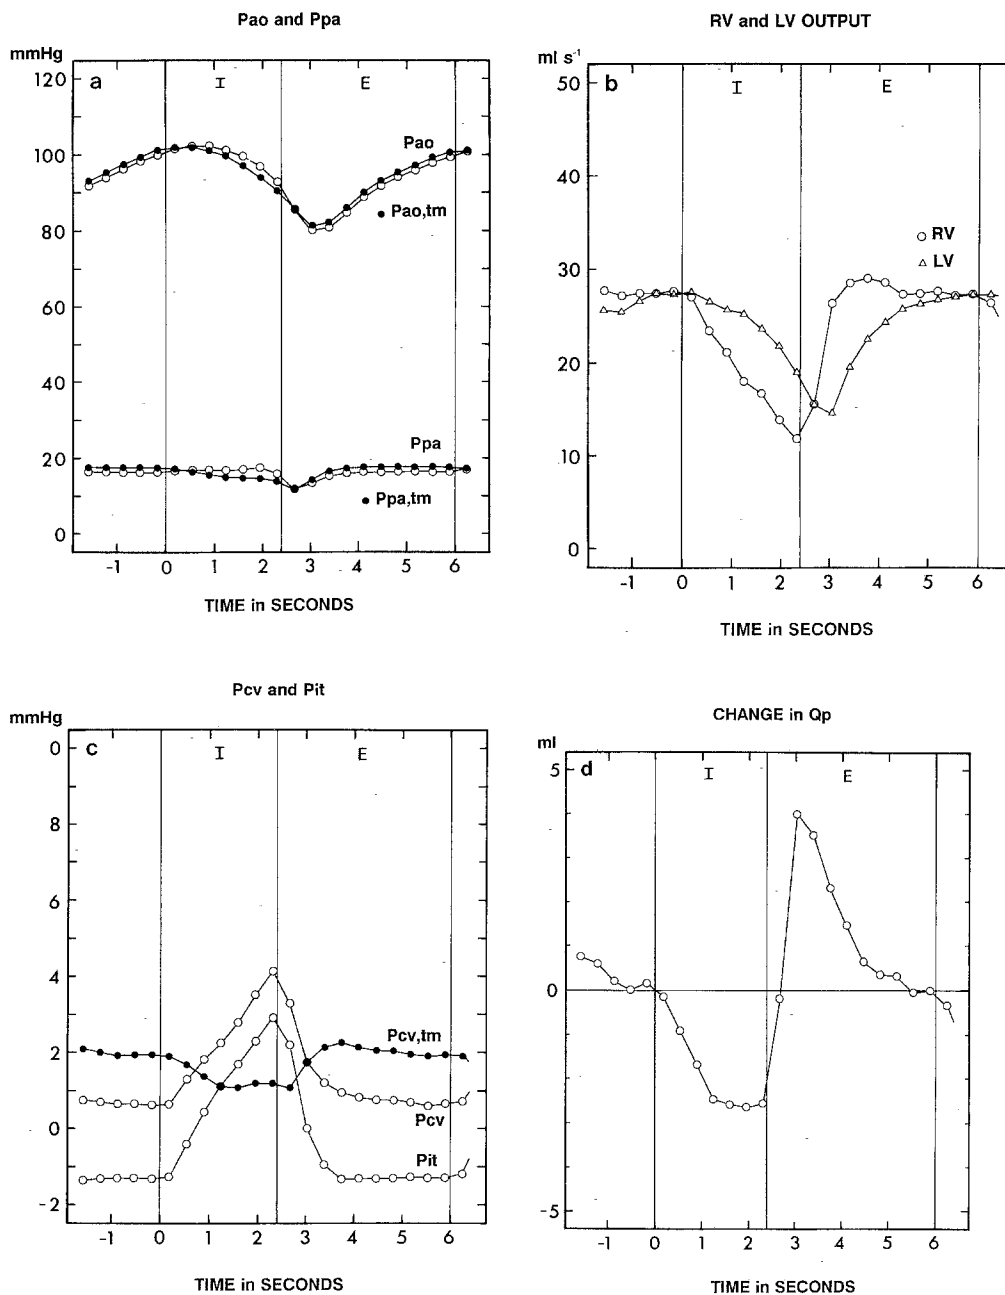 Pao and Ppa
mmHg
a
I
E
120
100
80
60
40
20
0
Pao
Pao,tm
Ppa
Ppa,tm
-1 0 1 2 3 4 5 6
TIME in SECONDS
RV and LV OUTPUT
ml s⁻¹
b
I
E
50
40
30
20
10
0
RV
LV
-1 0 1 2 3 4 5 6
TIME in SECONDS
Pcv and Pit
mmHg
c
I
E
0
8
6
4
2
0
-2
Pcv,tm
Pcv
Pit
-1 0 1 2 3 4 5 6
TIME in SECONDS
CHANGE in Qp
ml
d
I
E
5
0
-5
-1 0 1 2 3 4 5 6
TIME in SECONDS